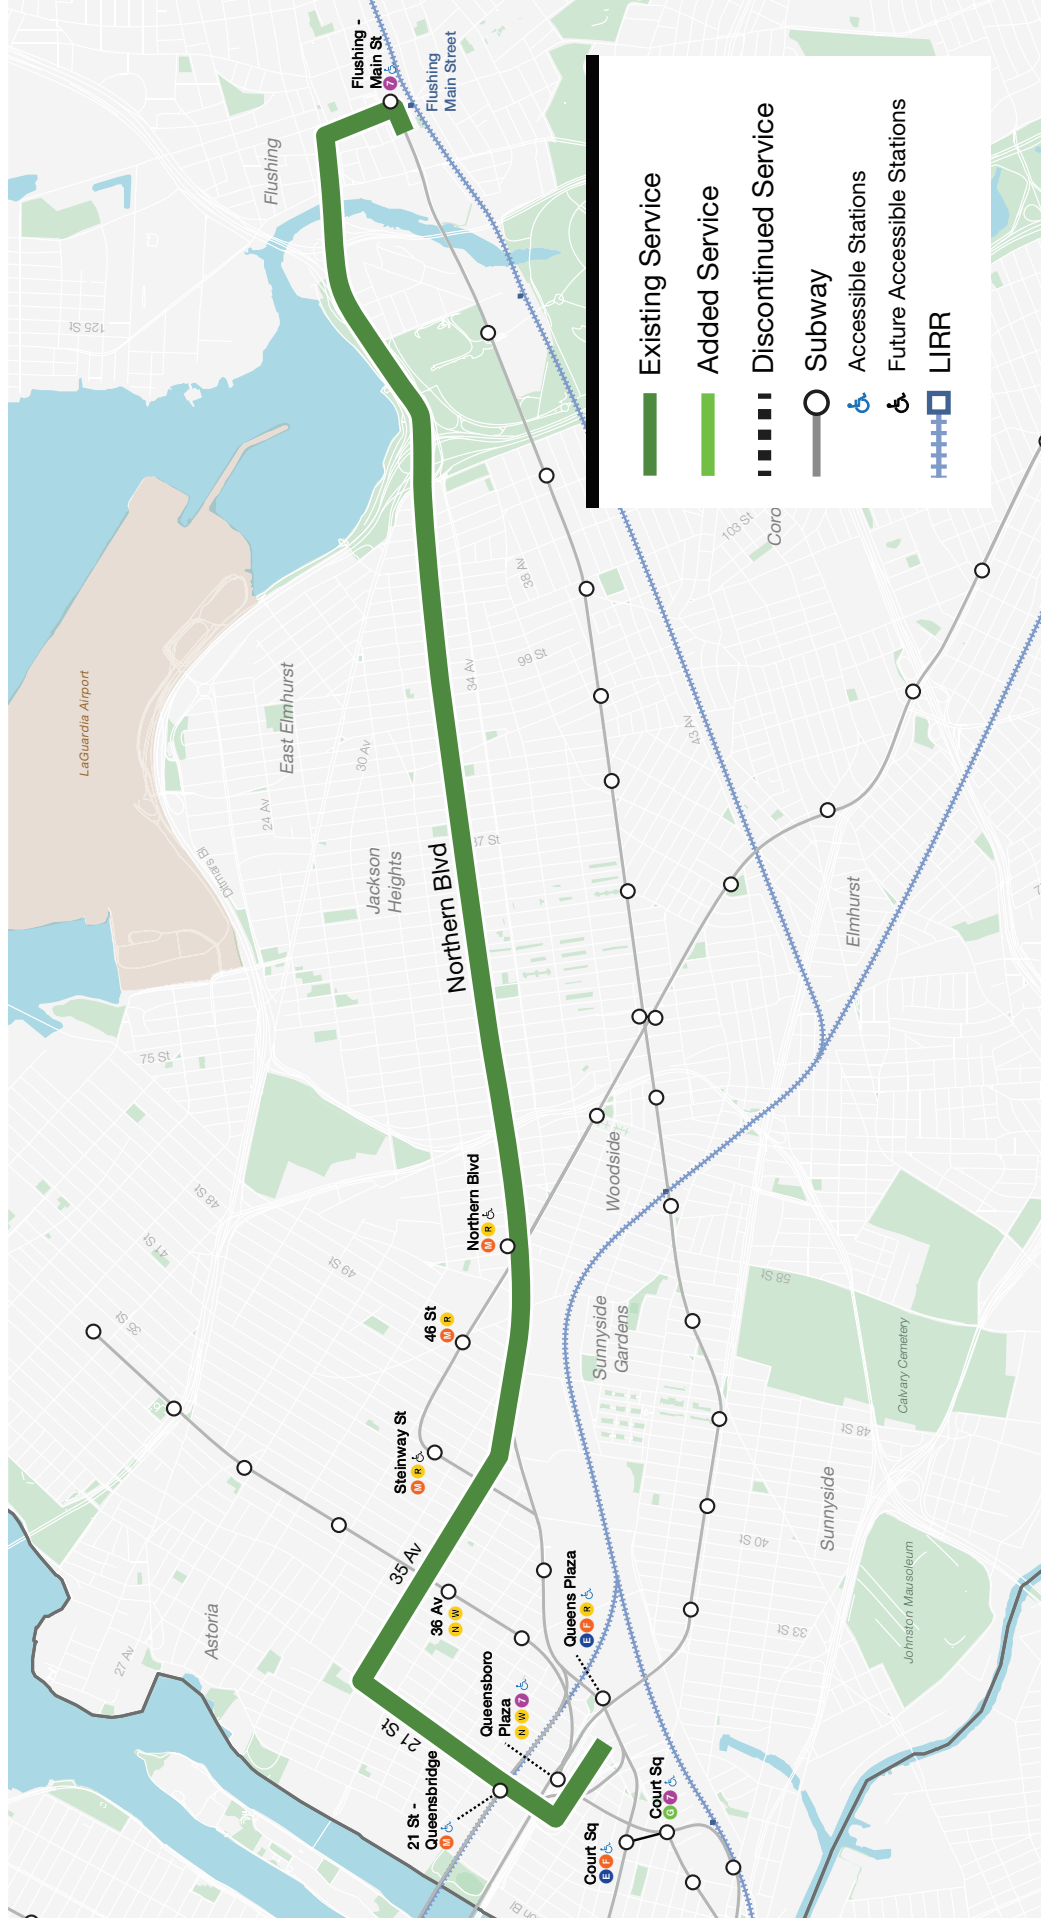 Flushing -
Main St
7
Flushing
Main Street
Flushing
125 St
LaGuardia Airport
East Elmhurst
24 Av
30 Av
Ditmars Bl
Jackson
Heights
Northern Blvd
34 Av
38 Av
99 St
103 St
43 Av
75 St
Elmhurst
Woodside
48 St
41 St
49 St
35 St
Northern Blvd
M R
46 St
M R
Steinway St
M R
35 Av
36 Av
N W
Astoria
27 Av
21 St
21 St -
Queensbridge
M
Queensboro
Plaza
N W 7
Queens Plaza
E F R
Court Sq
E F
Court Sq
G 7
Sunnyside
Gardens
58 St
Calvary Cemetery
48 St
Sunnyside
40 St
33 St
Johnston Mausoleum
Existing Service
Added Service
Discontinued Service
Subway
Accessible Stations
Future Accessible Stations
LIRR